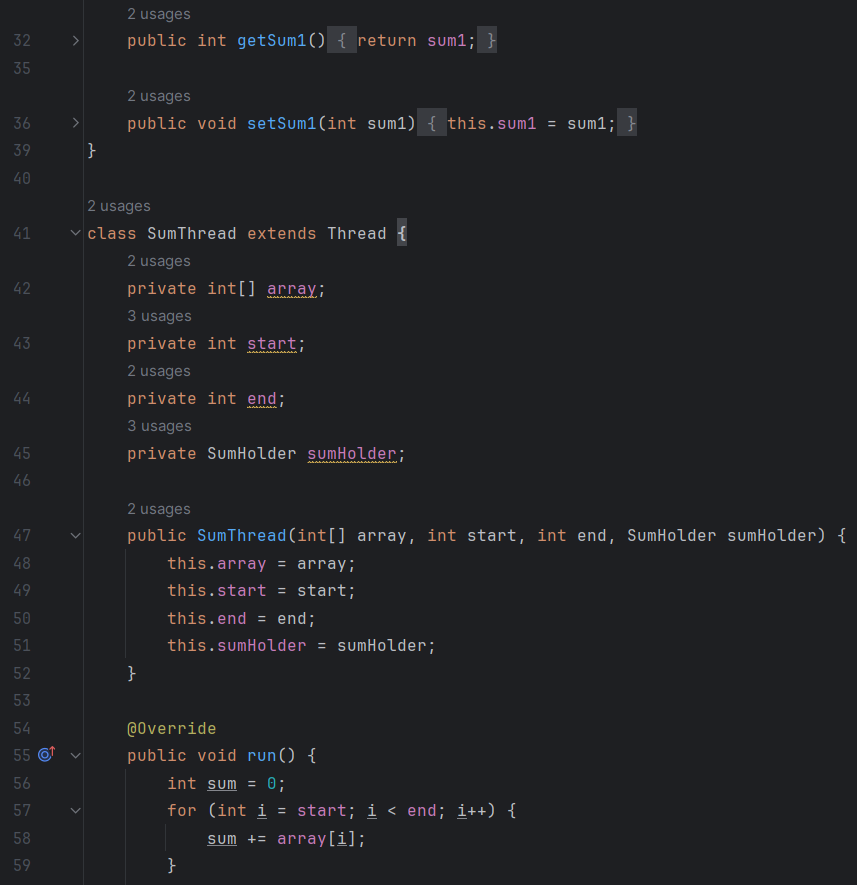 2 usages
32 public int getSum1() { return sum1; }
35
2 usages
36 public void setSum1(int sum1) { this.sum1 = sum1; }
39 }
40
2 usages
41 class SumThread extends Thread {
2 usages
42 private int[] array;
3 usages
43 private int start;
2 usages
44 private int end;
3 usages
45 private SumHolder sumHolder;
46
2 usages
47 public SumThread(int[] array, int start, int end, SumHolder sumHolder) {
48 this.array = array;
49 this.start = start;
50 this.end = end;
51 this.sumHolder = sumHolder;
52 }
53
54 @Override
55 public void run() {
56 int sum = 0;
57 for (int i = start; i < end; i++) {
58 sum += array[i];
59 }